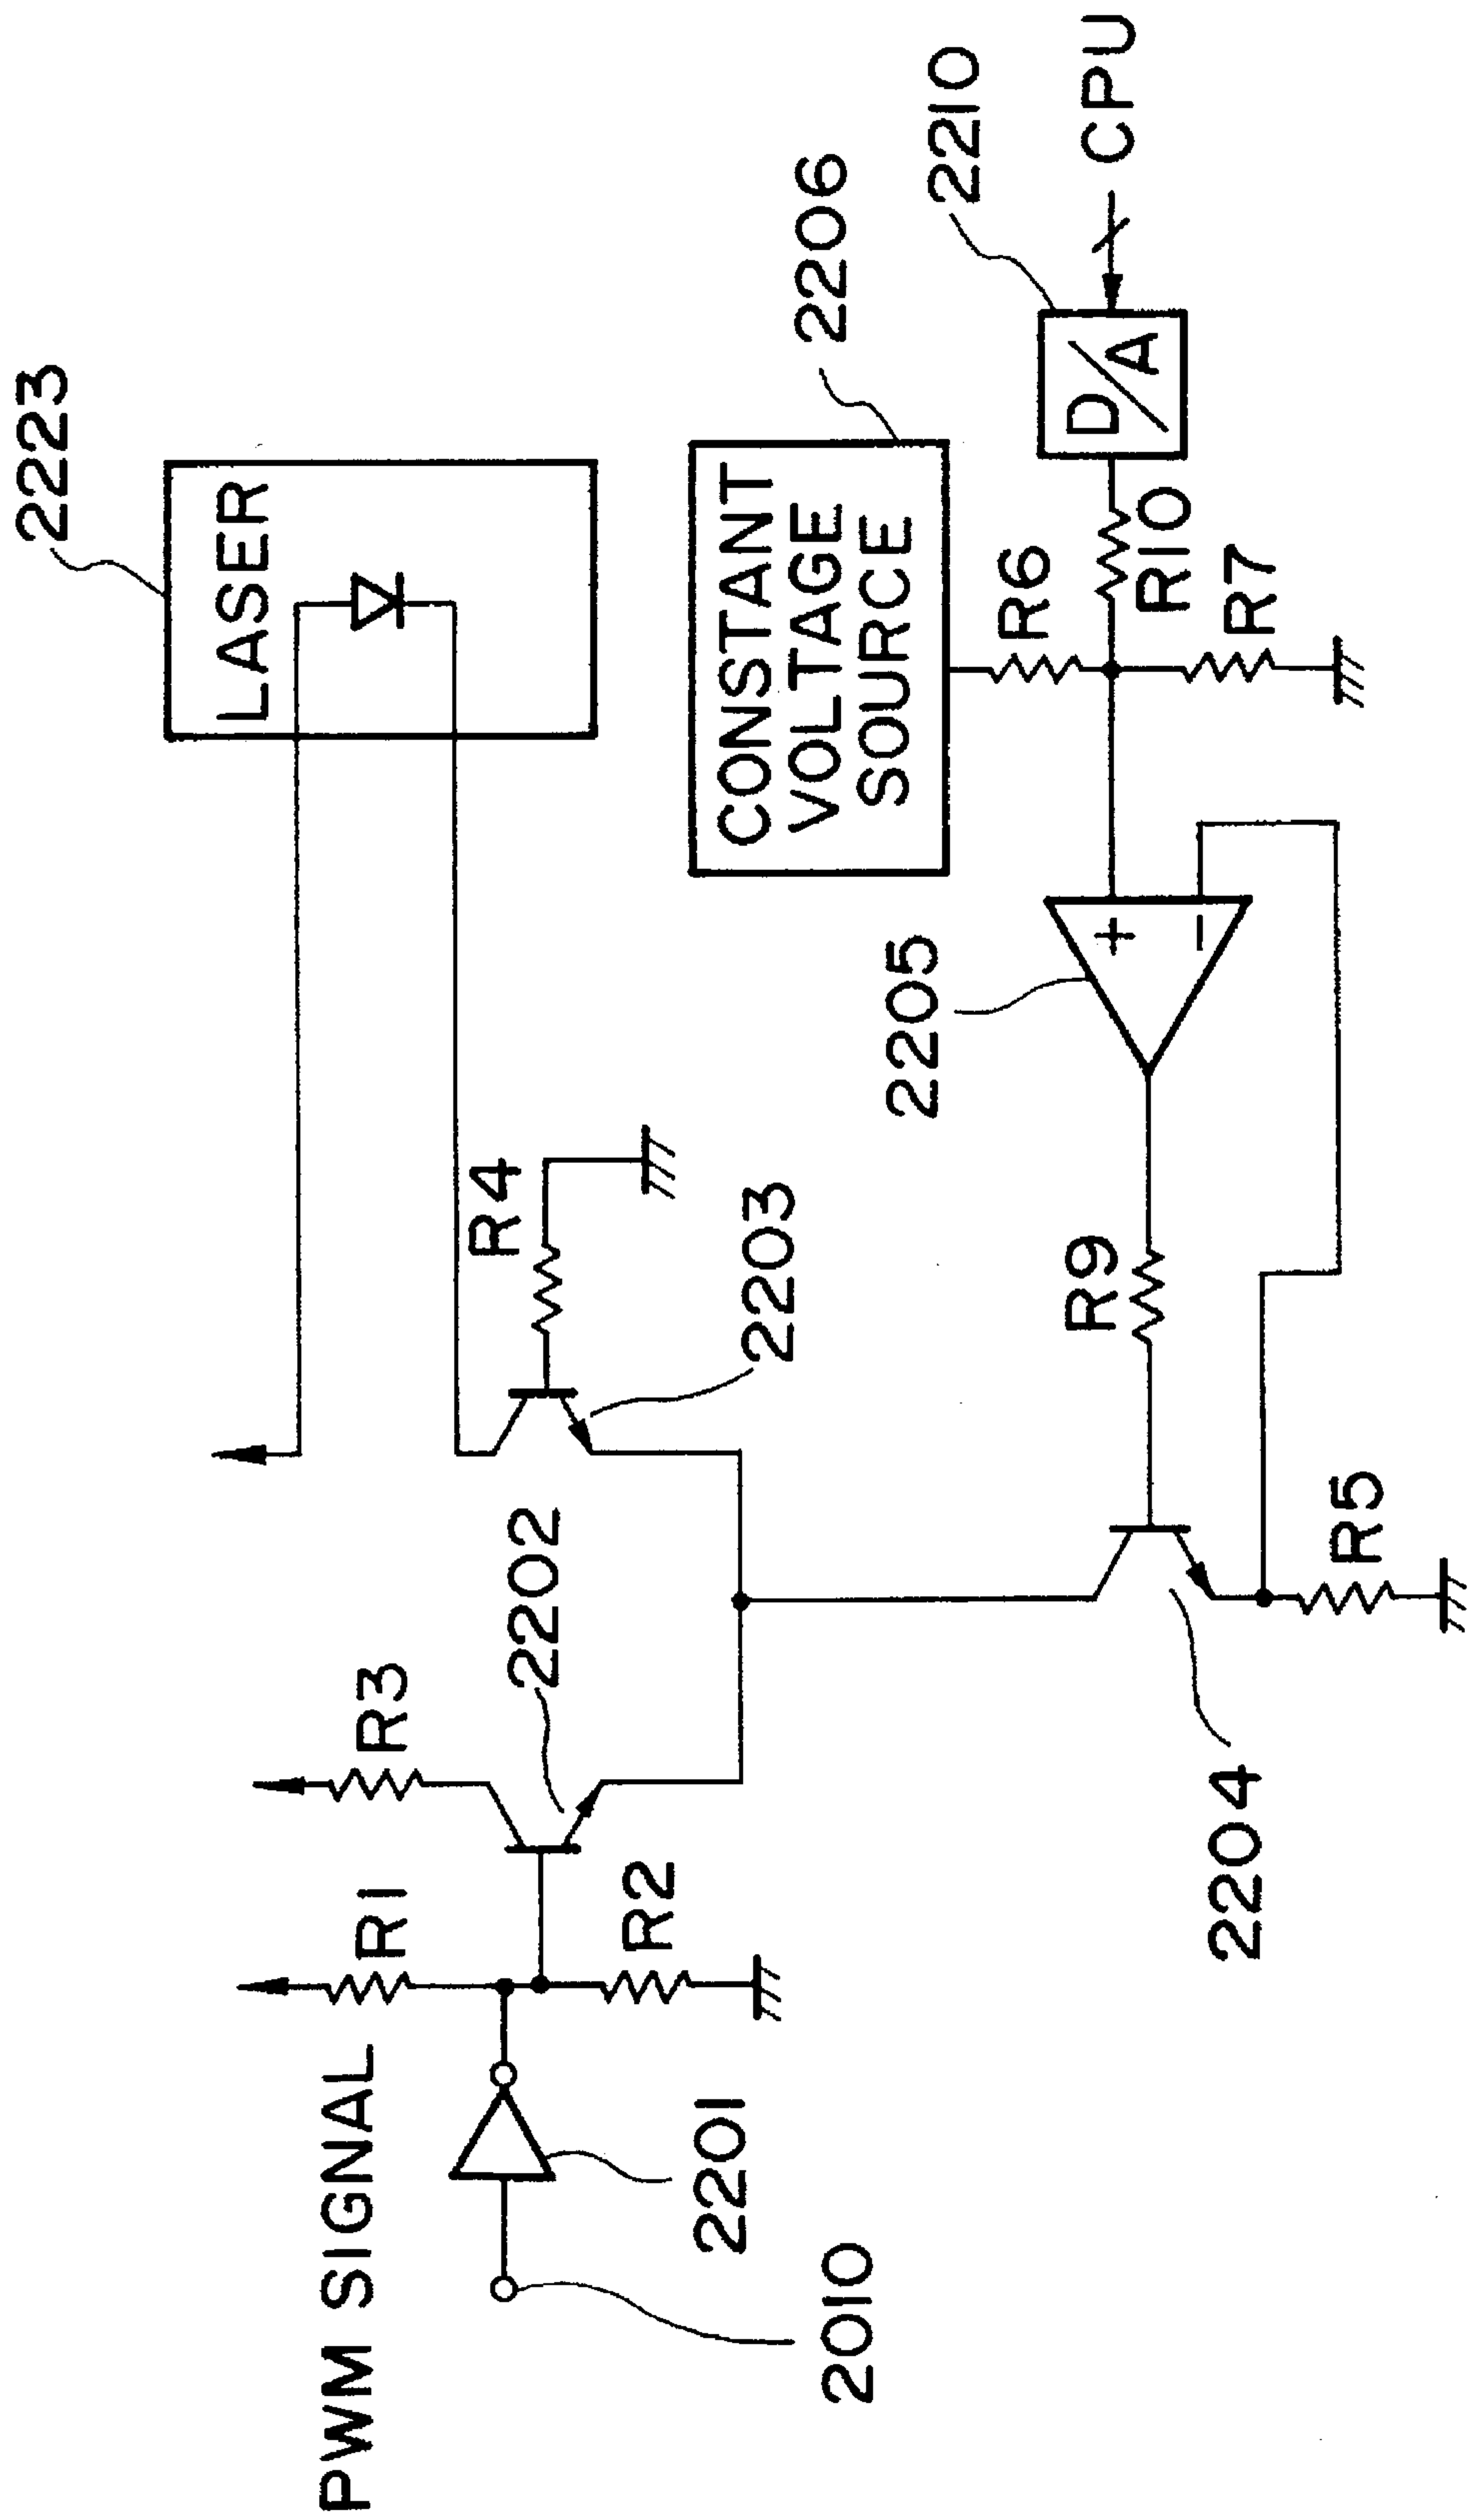 PWM SIGNAL
2010
2201
R1
R2
R3
2202
R4
2203
LASER
2223
2204
R5
R9
2205
+
−
CONSTANT
VOLTAGE
SOURCE
2206
R6
R10
R7
D/A
2210
CPU